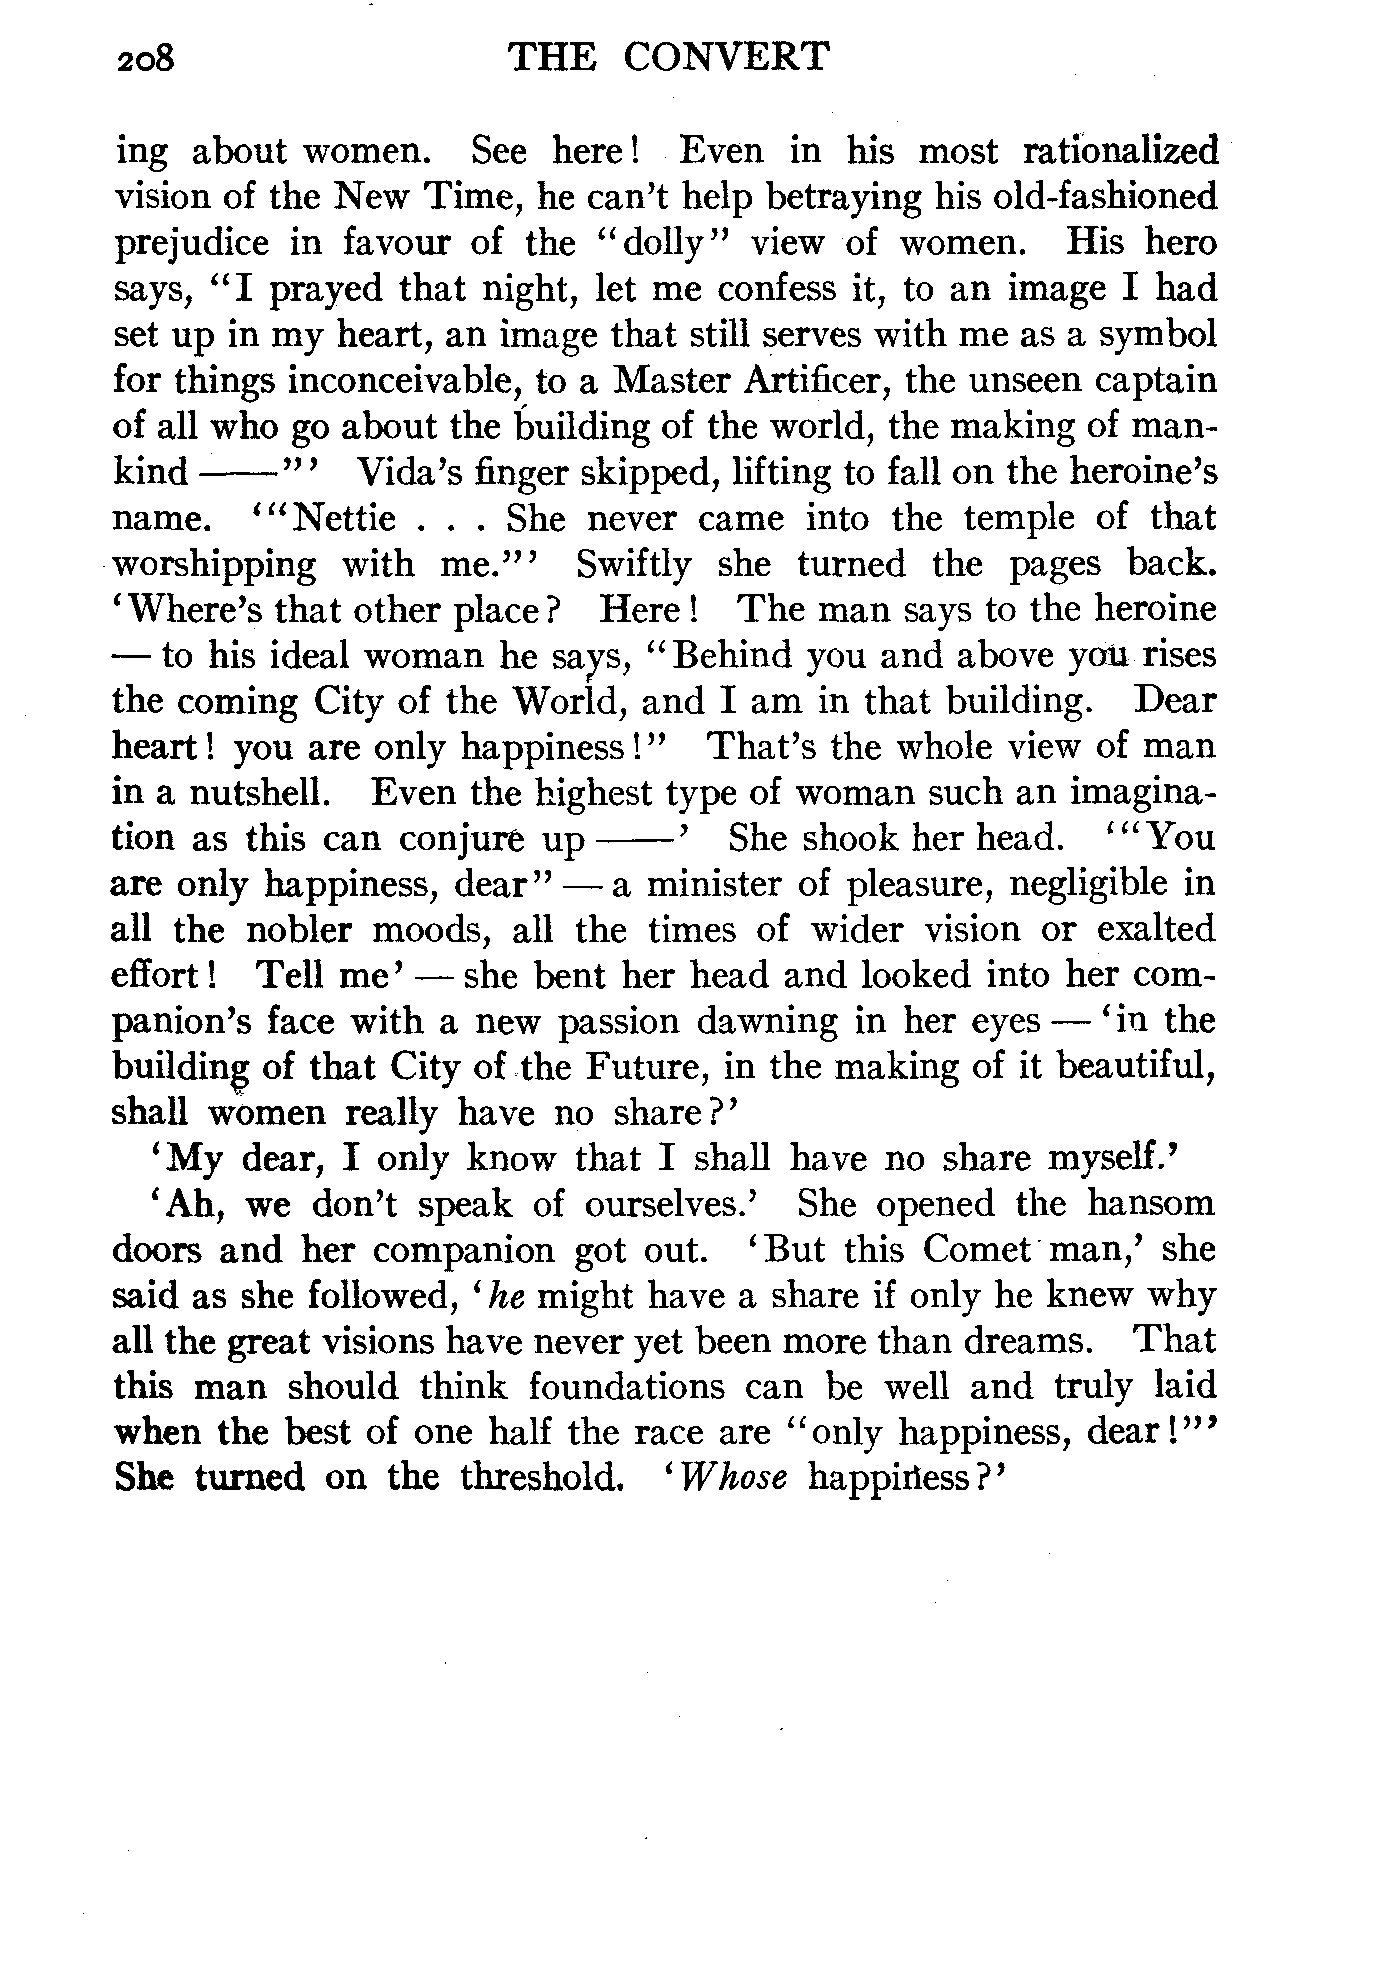 208 THE CONVERT
ing about women. See here! Even in his most rationalized
vision of the New Time, he can't help betraying his old-fashioned
prejudice in favour of the "dolly" view of women. His hero
says, "I prayed that night, let me confess it, to an image I had
set up in my heart, an image that still serves with me as a symbol
for things inconceivable, to a Master Artificer, the unseen captain
of all who go about the building of the world, the making of man-
kind ——"' Vida's finger skipped, lifting to fall on the heroine's
name. '"Nettie . . . She never came into the temple of that
worshipping with me."' Swiftly she turned the pages back.
'Where's that other place? Here! The man says to the heroine
— to his ideal woman he says, "Behind you and above you rises
the coming City of the World, and I am in that building. Dear
heart! you are only happiness!" That's the whole view of man
in a nutshell. Even the highest type of woman such an imagina-
tion as this can conjure up ——' She shook her head. '"You
are only happiness, dear" — a minister of pleasure, negligible in
all the nobler moods, all the times of wider vision or exalted
effort! Tell me' — she bent her head and looked into her com-
panion's face with a new passion dawning in her eyes — 'in the
building of that City of the Future, in the making of it beautiful,
shall women really have no share?'
'My dear, I only know that I shall have no share myself.'
'Ah, we don't speak of ourselves.' She opened the hansom
doors and her companion got out. 'But this Comet man,' she
said as she followed, 'he might have a share if only he knew why
all the great visions have never yet been more than dreams. That
this man should think foundations can be well and truly laid
when the best of one half the race are "only happiness, dear!"'
She turned on the threshold. 'Whose happiness?'